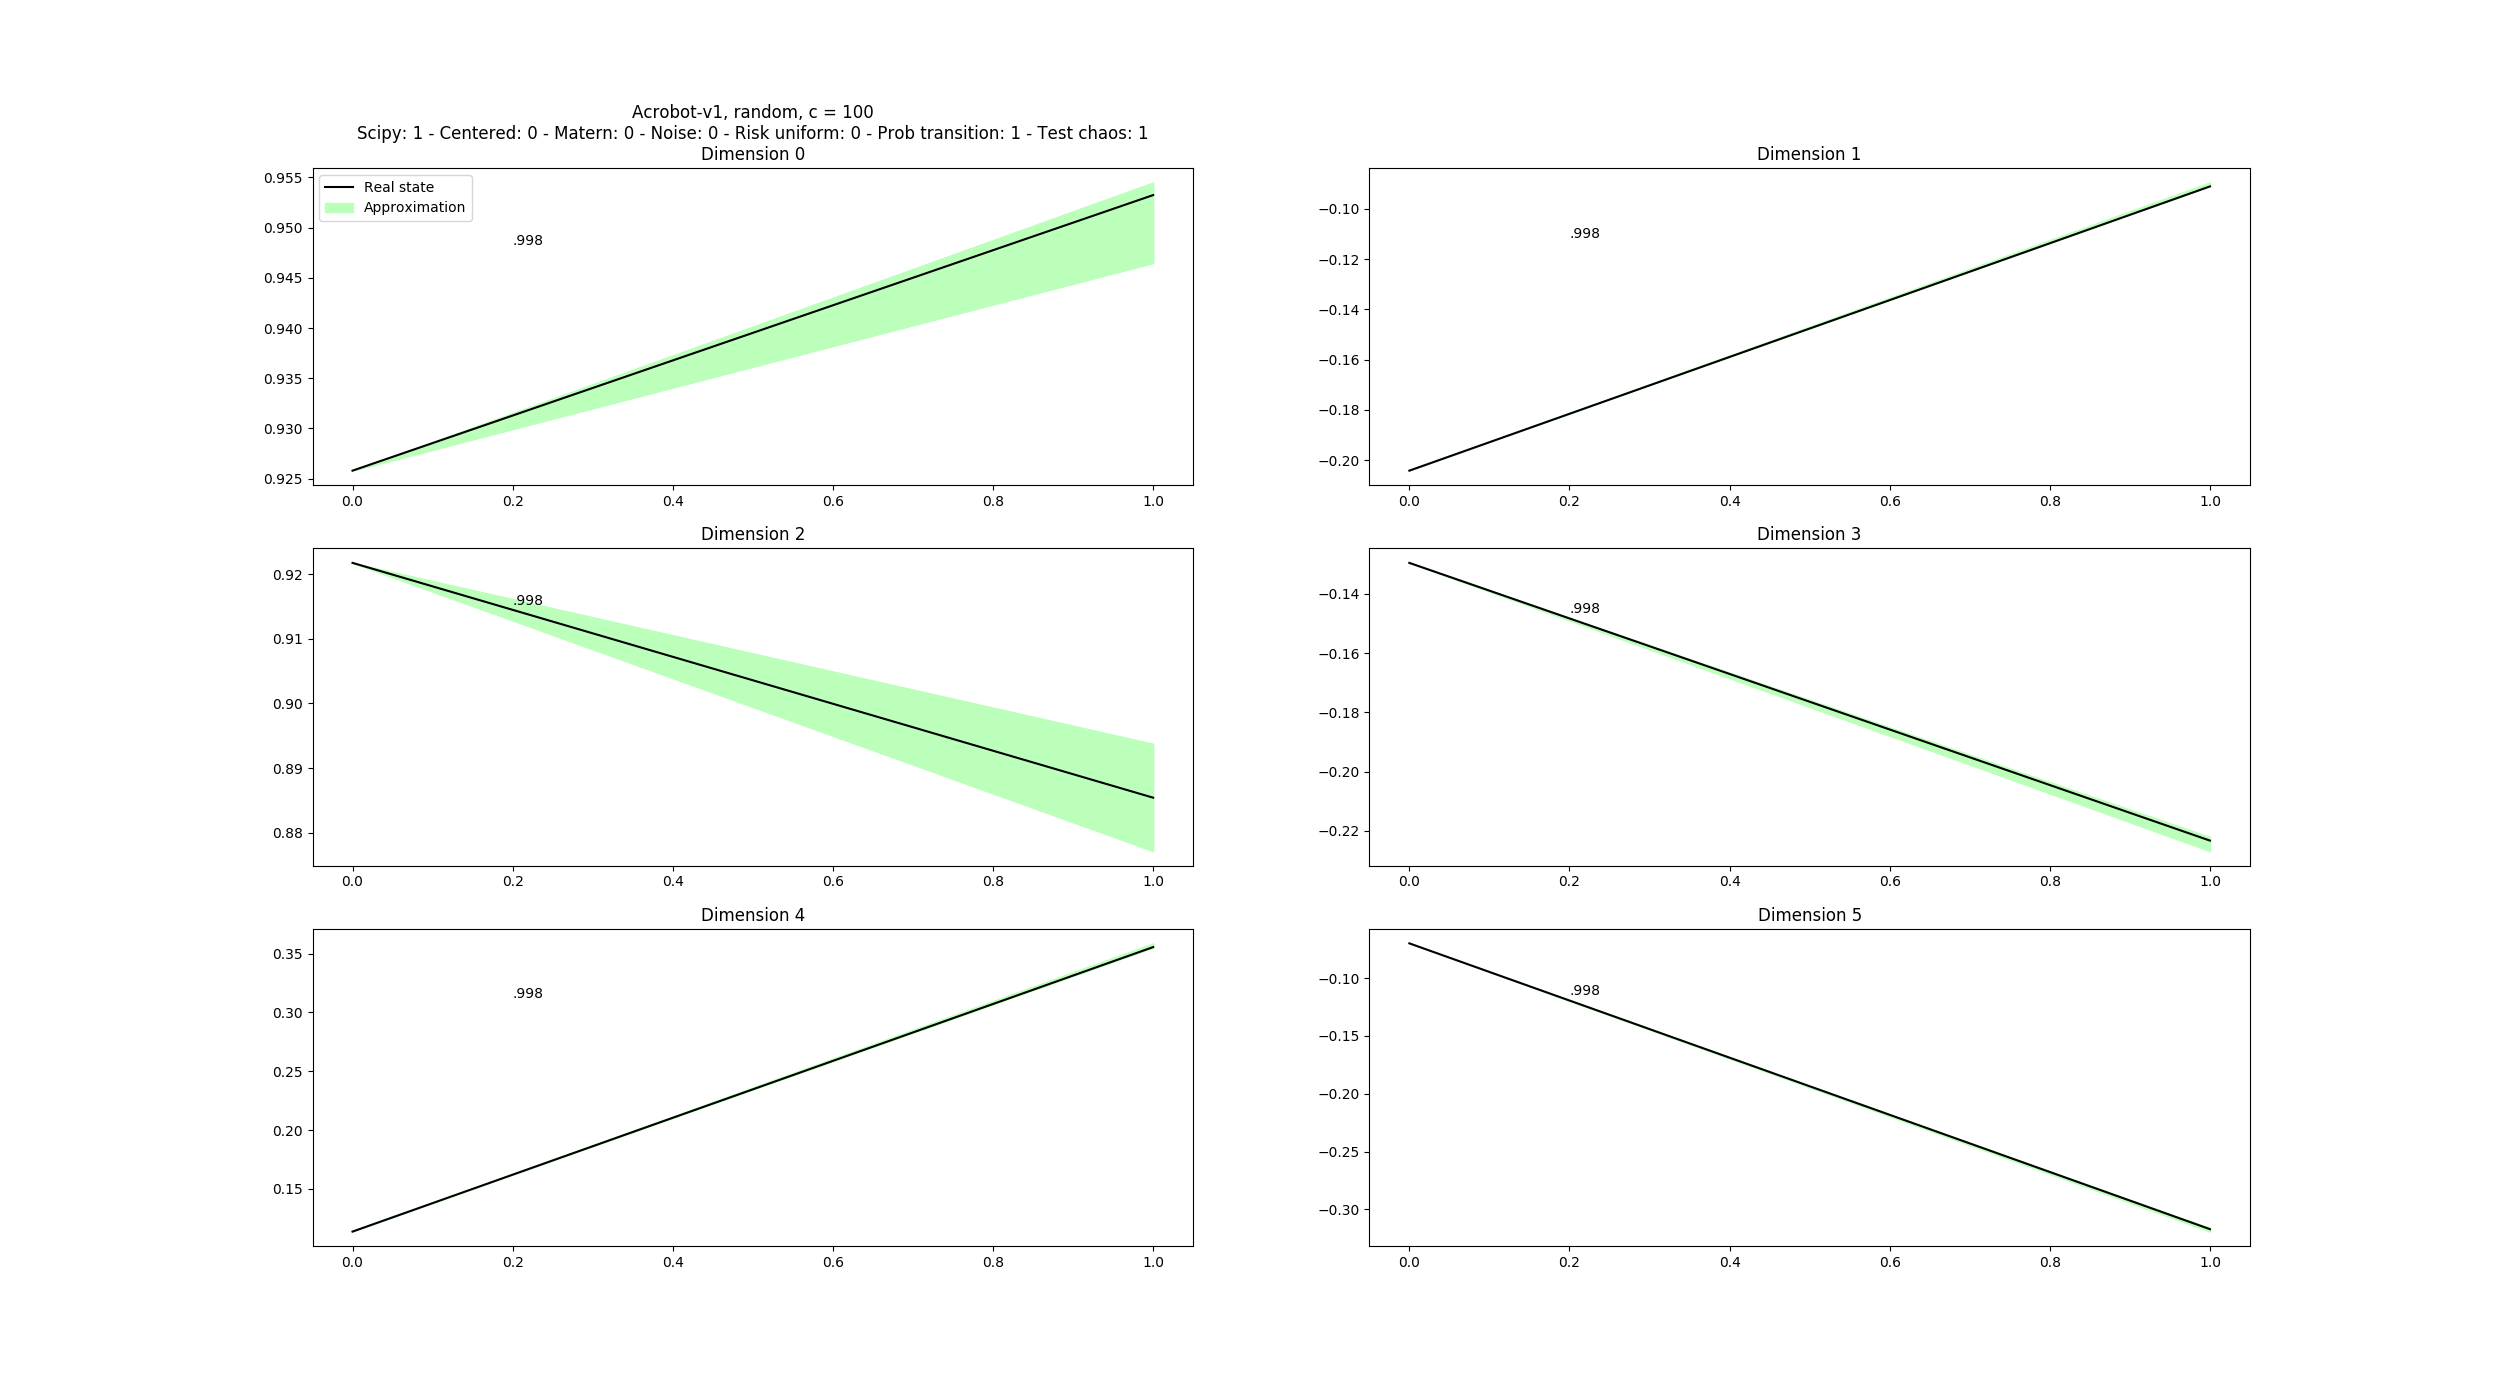 Acrobot-v1, random, c = 100
Scipy: 1 - Centered: 0 - Matern: 0 - Noise: 0 - Risk uniform: 0 - Prob transition: 1 - Test chaos: 1
Dimension 0
Real state
Approximation
.998
0.955
0.950
0.945
0.940
0.935
0.930
0.925
0.0 0.2 0.4 0.6 0.8 1.0
Dimension 1
.998
−0.10
−0.12
−0.14
−0.16
−0.18
−0.20
0.0 0.2 0.4 0.6 0.8 1.0
Dimension 2
.998
0.92
0.91
0.90
0.89
0.88
0.0 0.2 0.4 0.6 0.8 1.0
Dimension 3
.998
−0.14
−0.16
−0.18
−0.20
−0.22
0.0 0.2 0.4 0.6 0.8 1.0
Dimension 4
.998
0.35
0.30
0.25
0.20
0.15
0.0 0.2 0.4 0.6 0.8 1.0
Dimension 5
.998
−0.10
−0.15
−0.20
−0.25
−0.30
0.0 0.2 0.4 0.6 0.8 1.0